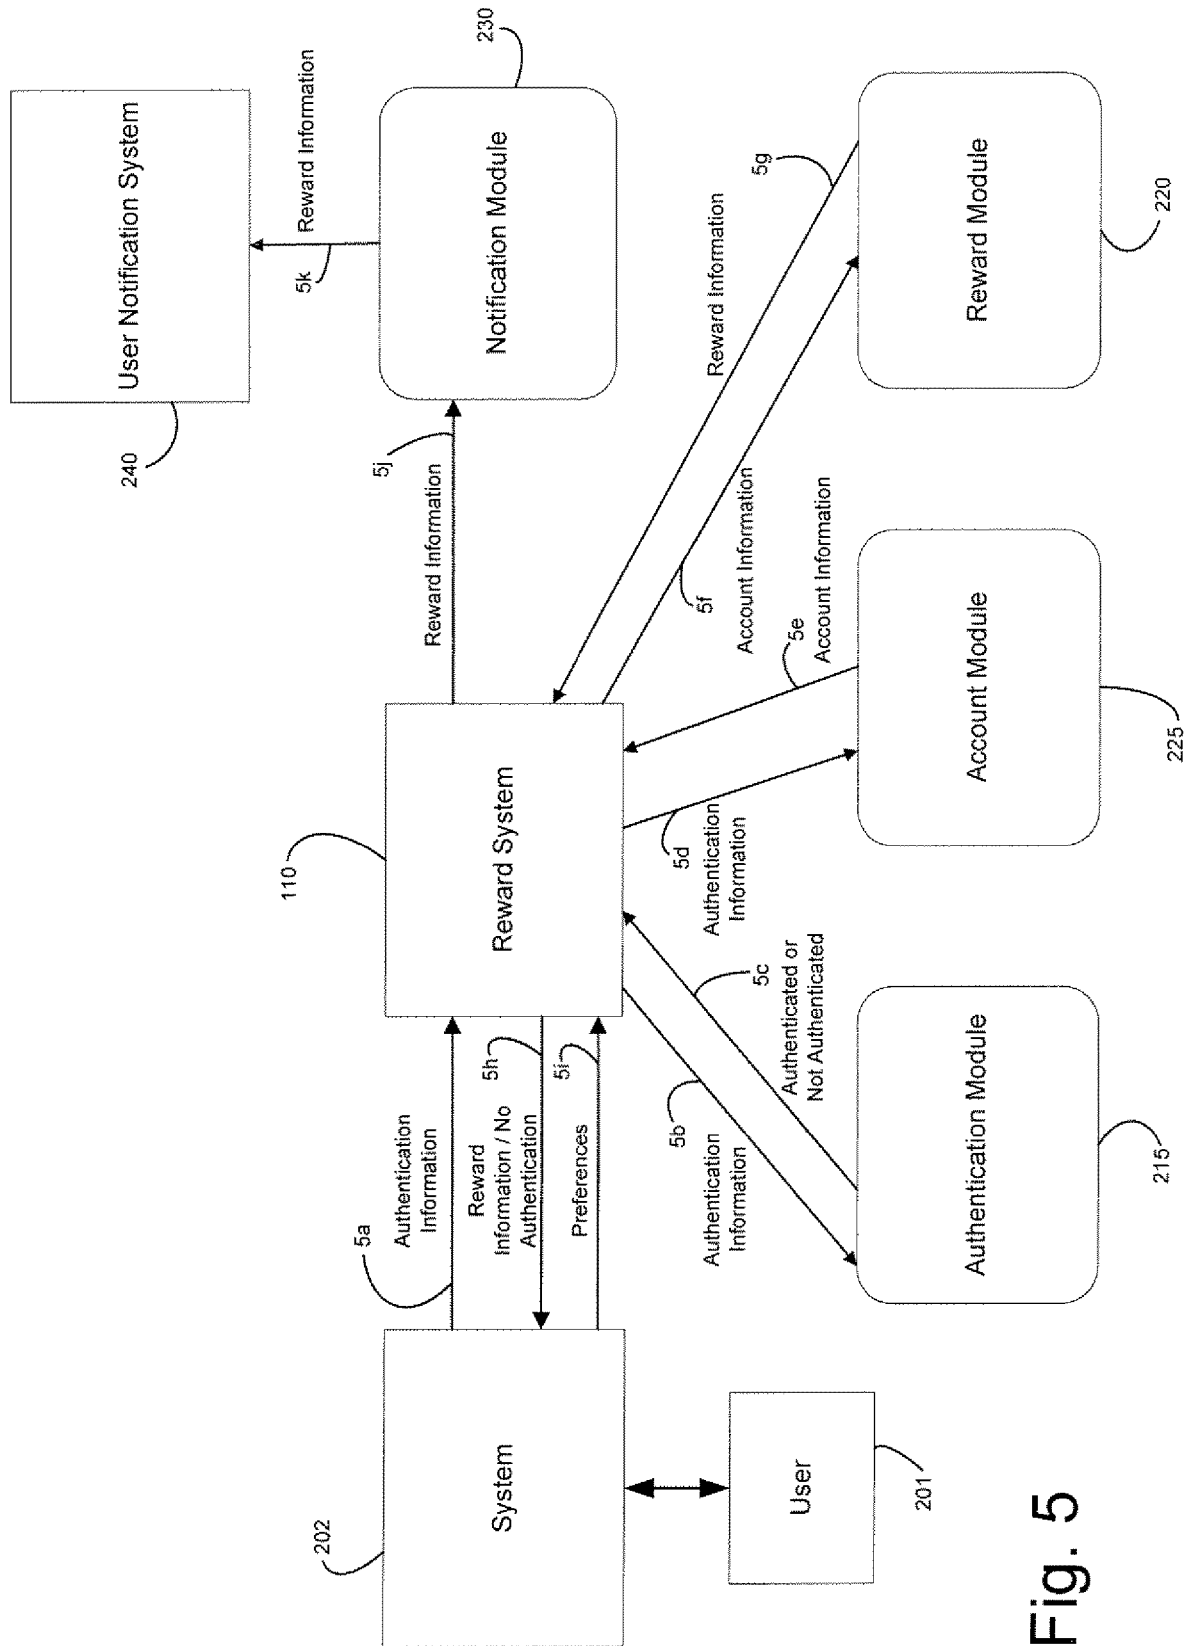 202
System
User
201
5a
Authentication
Information
Reward
Information / No
Authentication
5h
Preferences
5i
110
Reward System
5b
Authentication
Information
5c
Authenticated or
Not Authenticated
Authentication Module
215
5d
Authentication
Information
5e
Account Information
Account Module
225
5f
Account Information
5g
Reward Information
Reward Module
220
Reward Information
5j
Notification Module
230
5k
Reward Information
User Notification System
240
Fig. 5